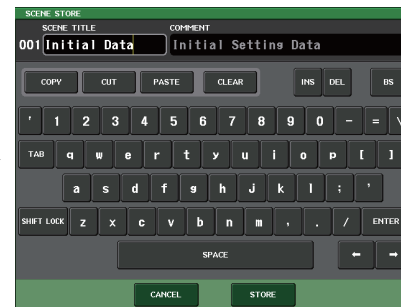 SCENE STORE
SCENE TITLE COMMENT
001 Initial Data Initial Setting Data
COPY CUT PASTE CLEAR INS DEL BS
' 1 2 3 4 5 6 7 8 9 0 - = \
TAB q w e r t y u i o p [ ]
a s d f g h j k l ; '
SHIFT LOCK z x c v b n m , . / ENTER
SPACE ← →
CANCEL STORE